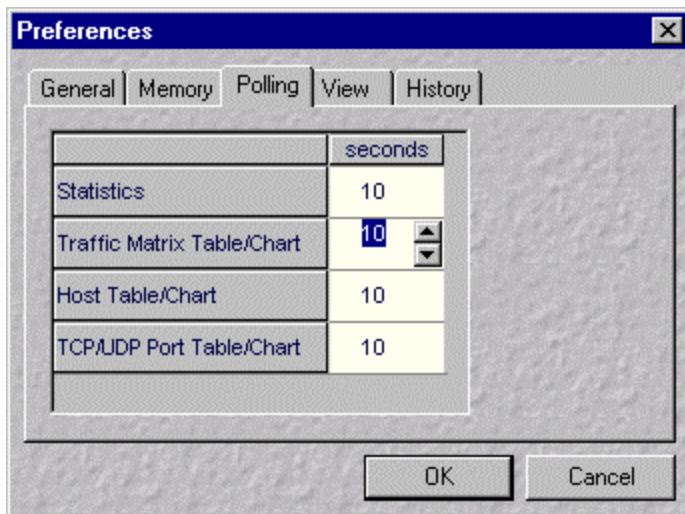 Preferences
General Memory Polling View History
seconds
Statistics 10
Traffic Matrix Table/Chart 10
Host Table/Chart 10
TCP/UDP Port Table/Chart 10
OK Cancel